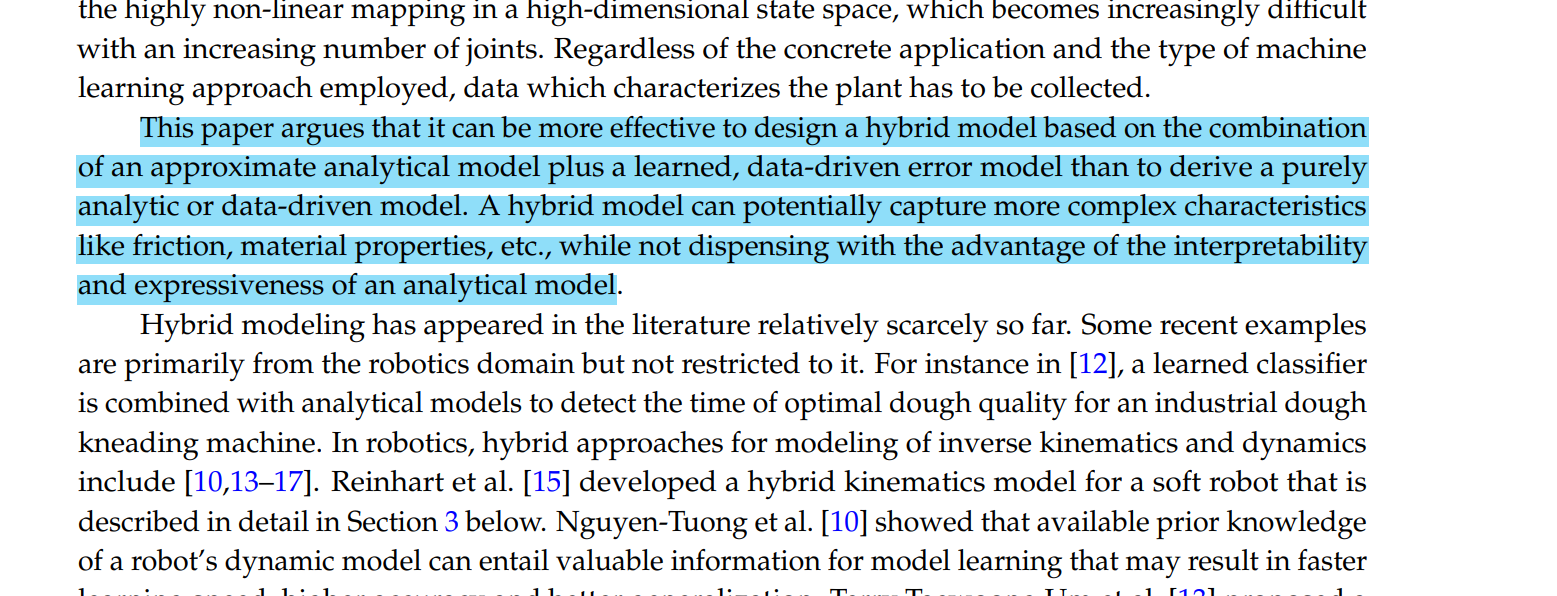 the highly non-linear mapping in a high-dimensional state space, which becomes increasingly difficult
with an increasing number of joints. Regardless of the concrete application and the type of machine
learning approach employed, data which characterizes the plant has to be collected.
This paper argues that it can be more effective to design a hybrid model based on the combination
of an approximate analytical model plus a learned, data-driven error model than to derive a purely
analytic or data-driven model. A hybrid model can potentially capture more complex characteristics
like friction, material properties, etc., while not dispensing with the advantage of the interpretability
and expressiveness of an analytical model.
Hybrid modeling has appeared in the literature relatively scarcely so far. Some recent examples
are primarily from the robotics domain but not restricted to it. For instance in [12], a learned classifier
is combined with analytical models to detect the time of optimal dough quality for an industrial dough
kneading machine. In robotics, hybrid approaches for modeling of inverse kinematics and dynamics
include [10,13–17]. Reinhart et al. [15] developed a hybrid kinematics model for a soft robot that is
described in detail in Section 3 below. Nguyen-Tuong et al. [10] showed that available prior knowledge
of a robot's dynamic model can entail valuable information for model learning that may result in faster